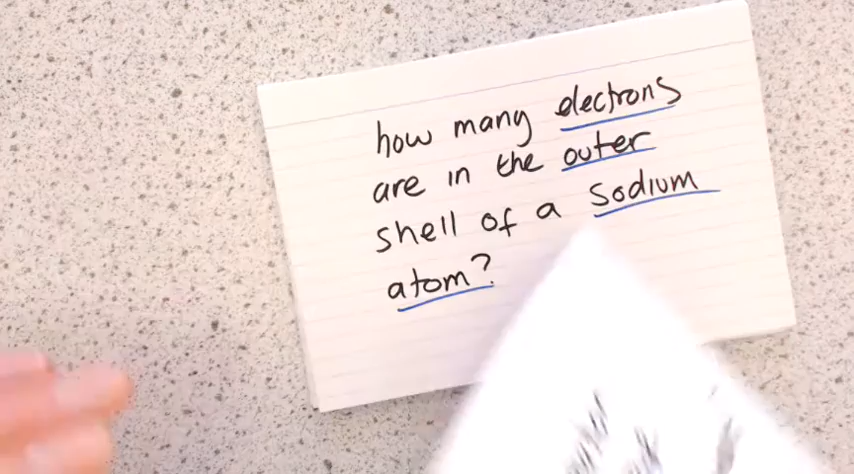 how many electrons
are in the outer
shell of a sodium
atom?